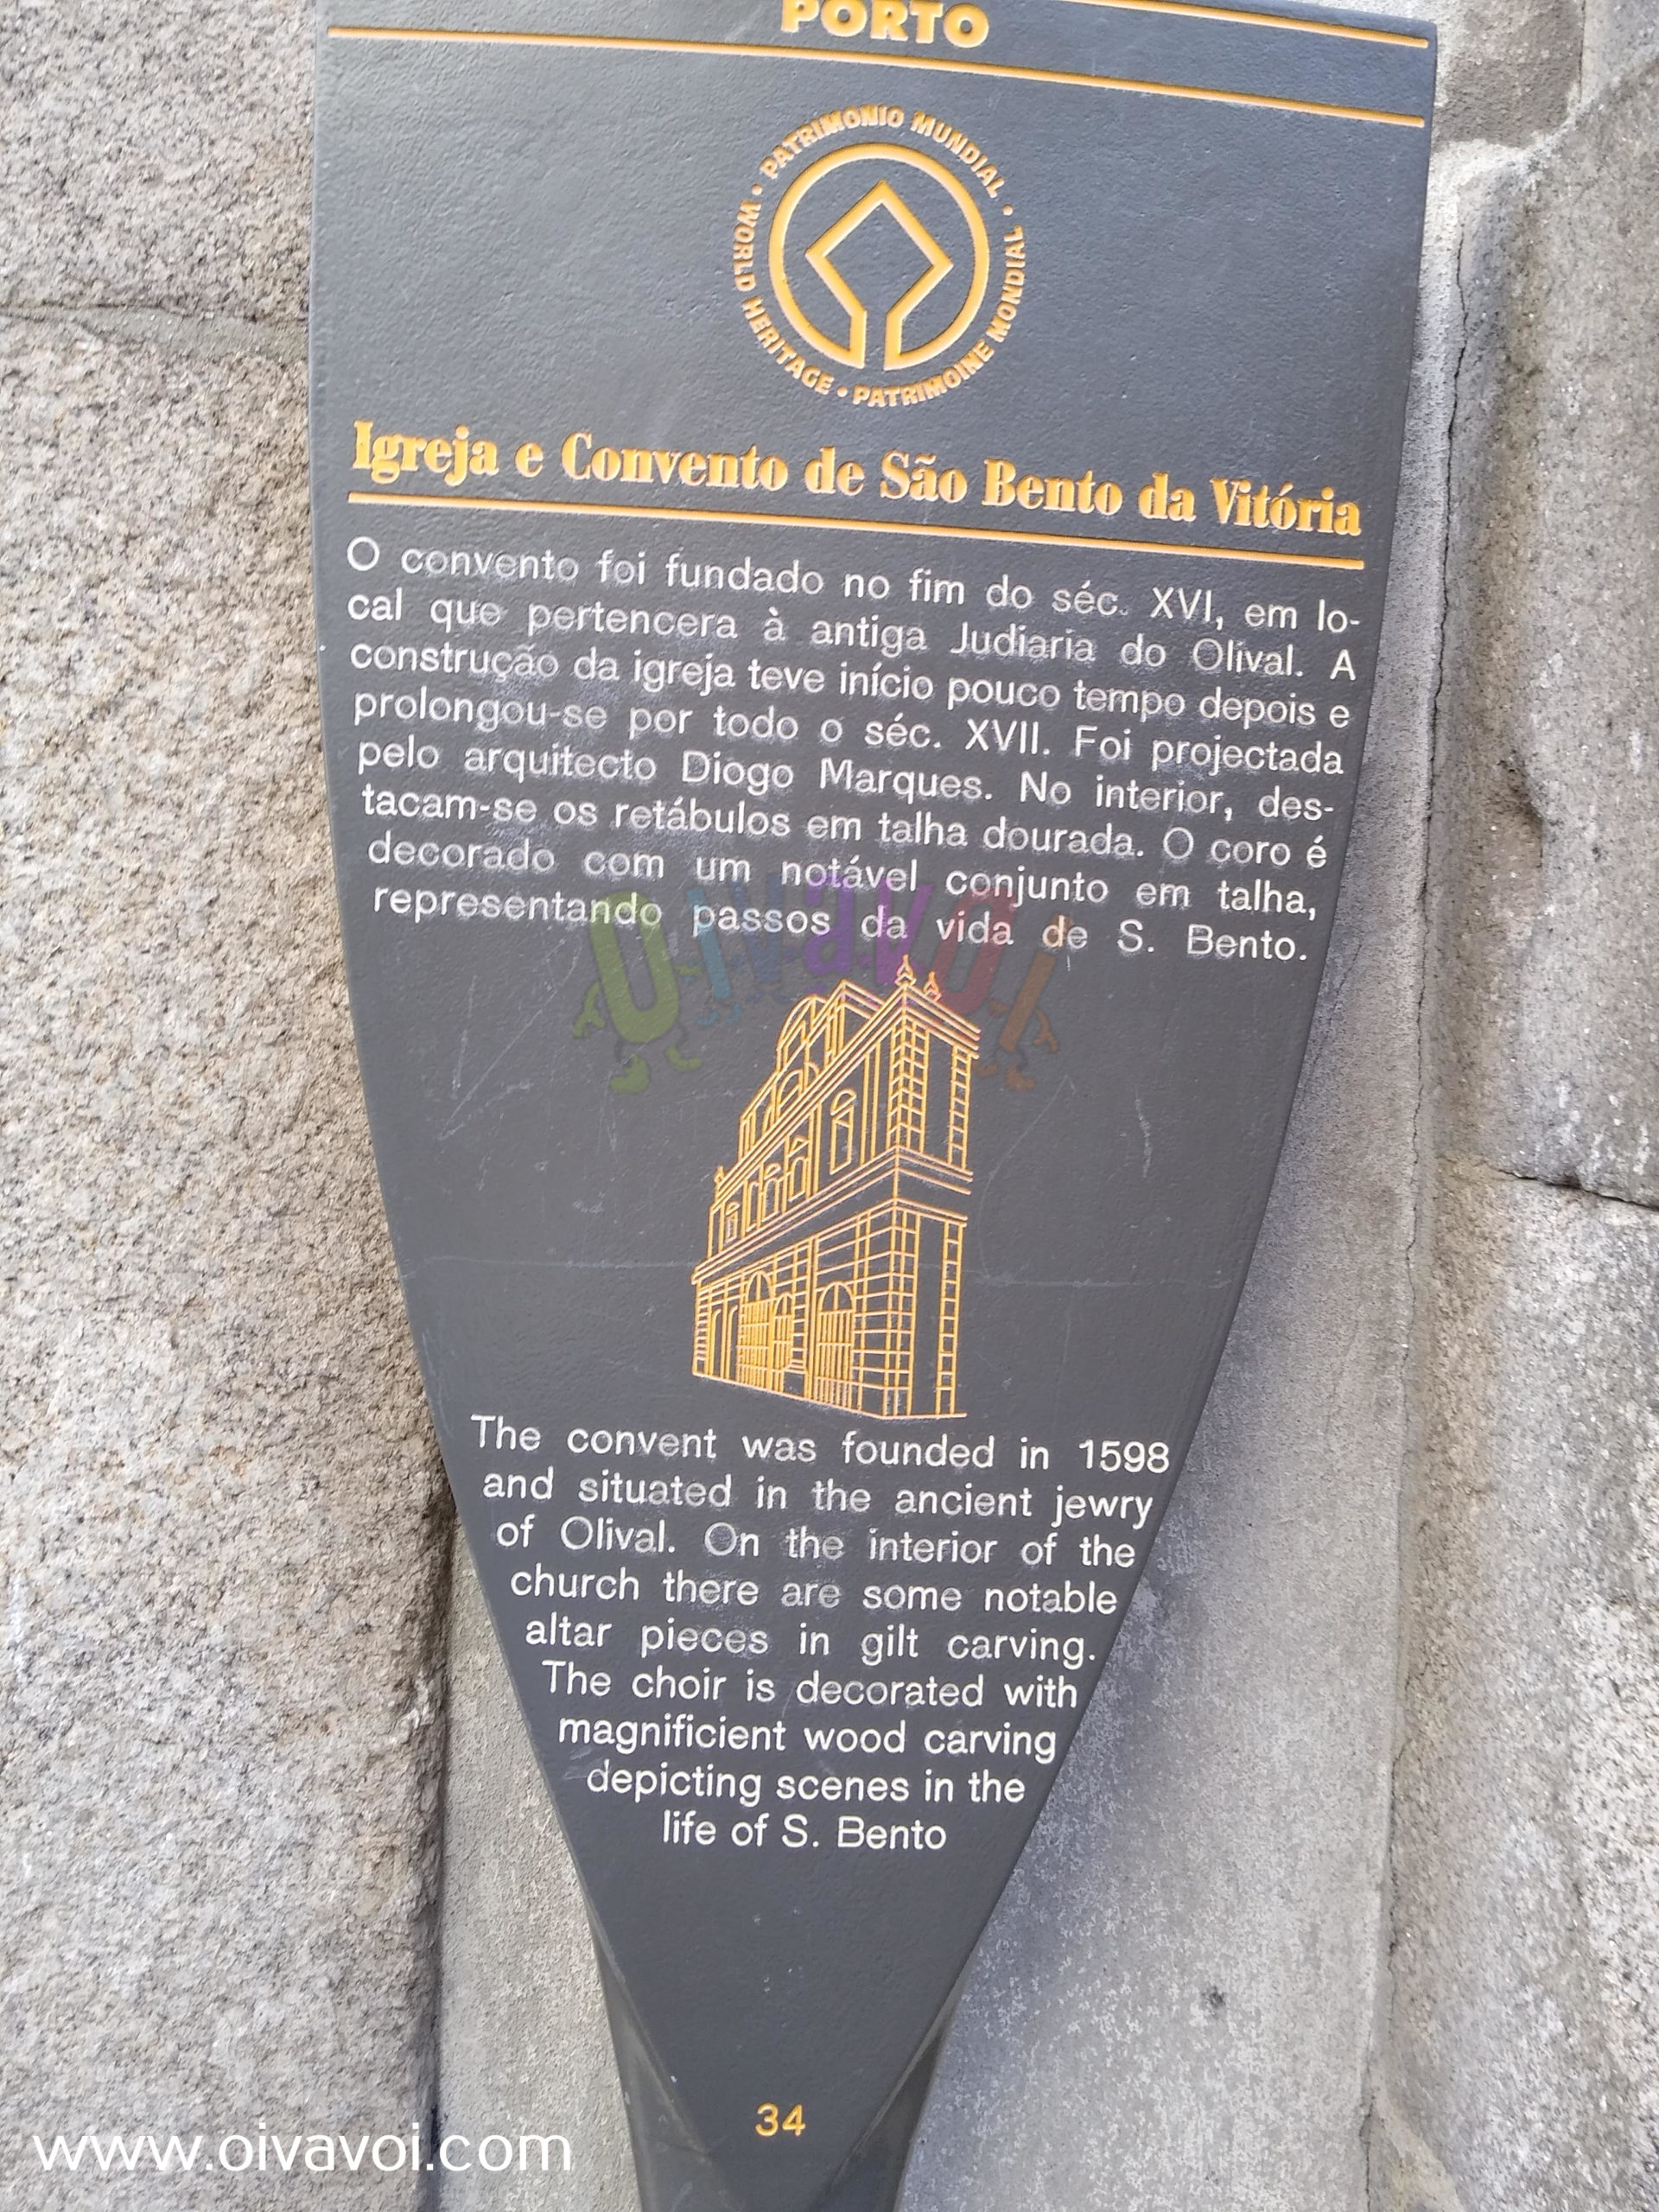 PORTO
PATRIMONIO MUNDIAL • WORLD HERITAGE • PATRIMOINE MONDIAL •
Igreja e Convento de São Bento da Vitória
O convento foi fundado no fim do séc. XVI, em lo-
cal que pertencera à antiga Judiaria do Olival. A
construção da igreja teve início pouco tempo depois e
prolongou-se por todo o séc. XVII. Foi projectada
pelo arquitecto Diogo Marques. No interior, des-
tacam-se os retábulos em talha dourada. O coro é
decorado com um notável conjunto em talha,
representando passos da vida de S. Bento.
oivavoi
The convent was founded in 1598
and situated in the ancient jewry
of Olival. On the interior of the
church there are some notable
altar pieces in gilt carving.
The choir is decorated with
magnificient wood carving
depicting scenes in the
life of S. Bento
34
www.oivavoi.com